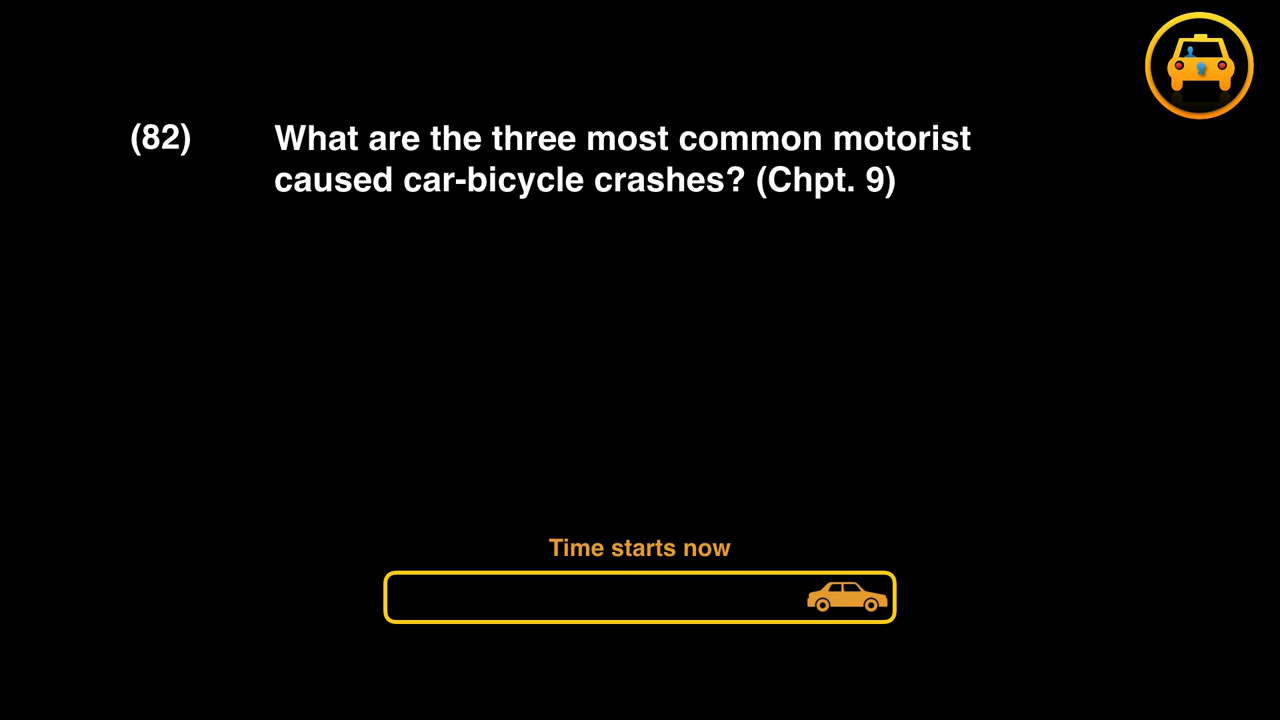 (82) What are the three most common motorist
caused car-bicycle crashes? (Chpt. 9)
Time starts now